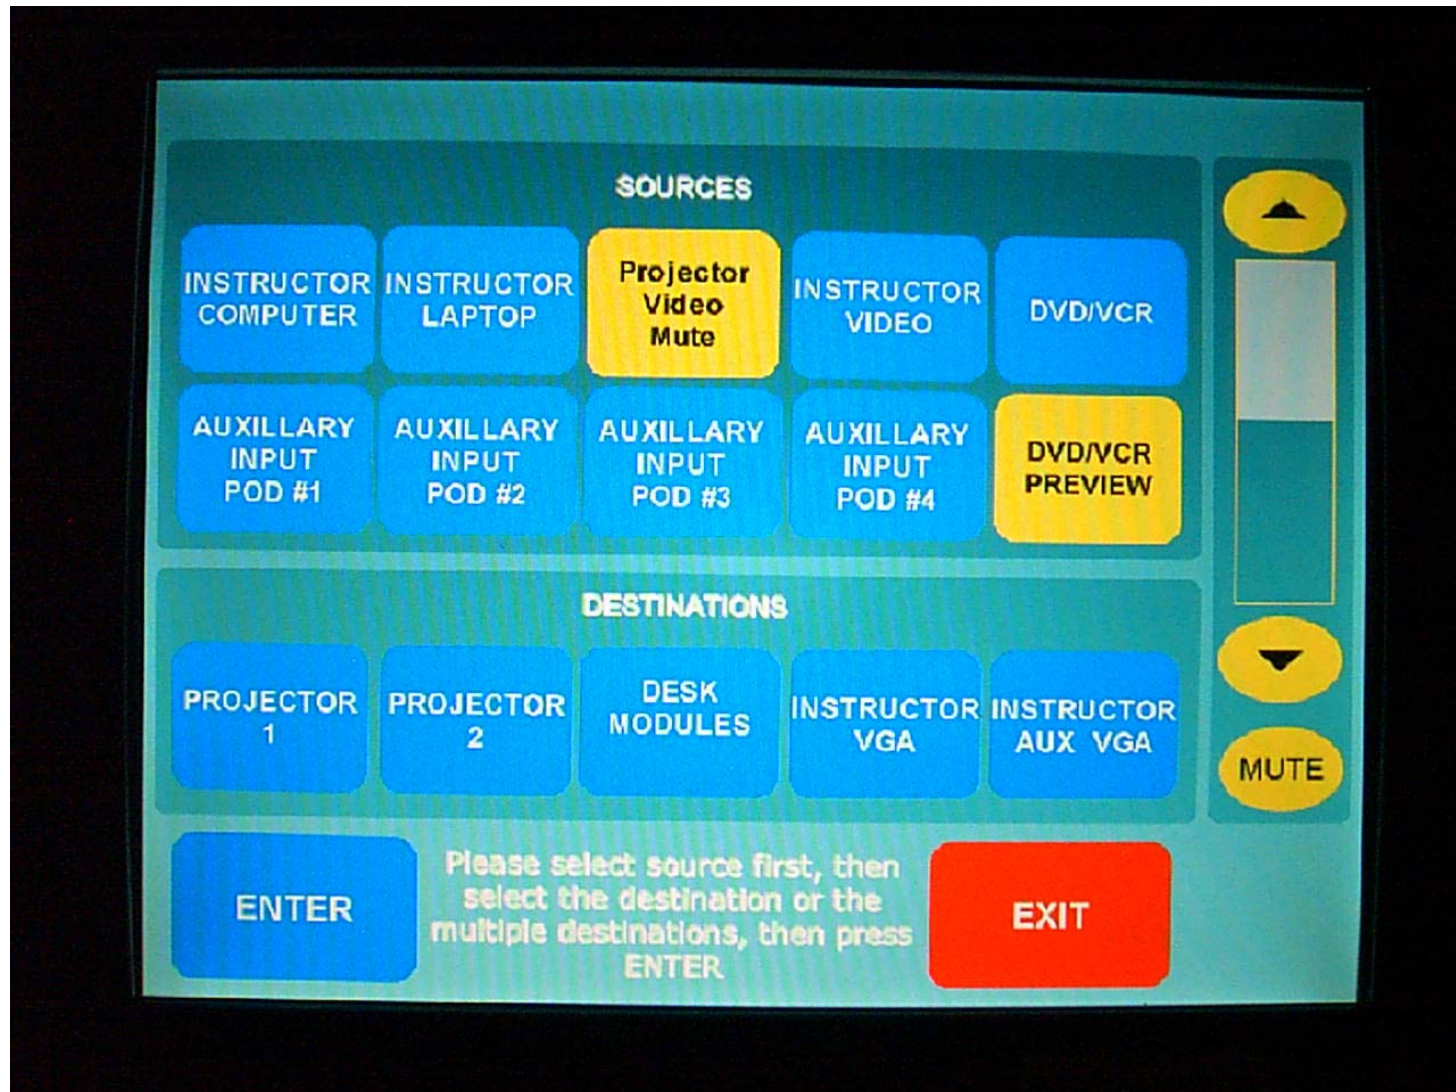 SOURCES
INSTRUCTOR
COMPUTER
INSTRUCTOR
LAPTOP
Projector
Video
Mute
INSTRUCTOR
VIDEO
DVD/VCR
AUXILLARY
INPUT
POD #1
AUXILLARY
INPUT
POD #2
AUXILLARY
INPUT
POD #3
AUXILLARY
INPUT
POD #4
DVD/VCR
PREVIEW
DESTINATIONS
PROJECTOR
1
PROJECTOR
2
DESK
MODULES
INSTRUCTOR
VGA
INSTRUCTOR
AUX VGA
MUTE
ENTER
Please select source first, then
select the destination or the
multiple destinations, then press
ENTER
EXIT